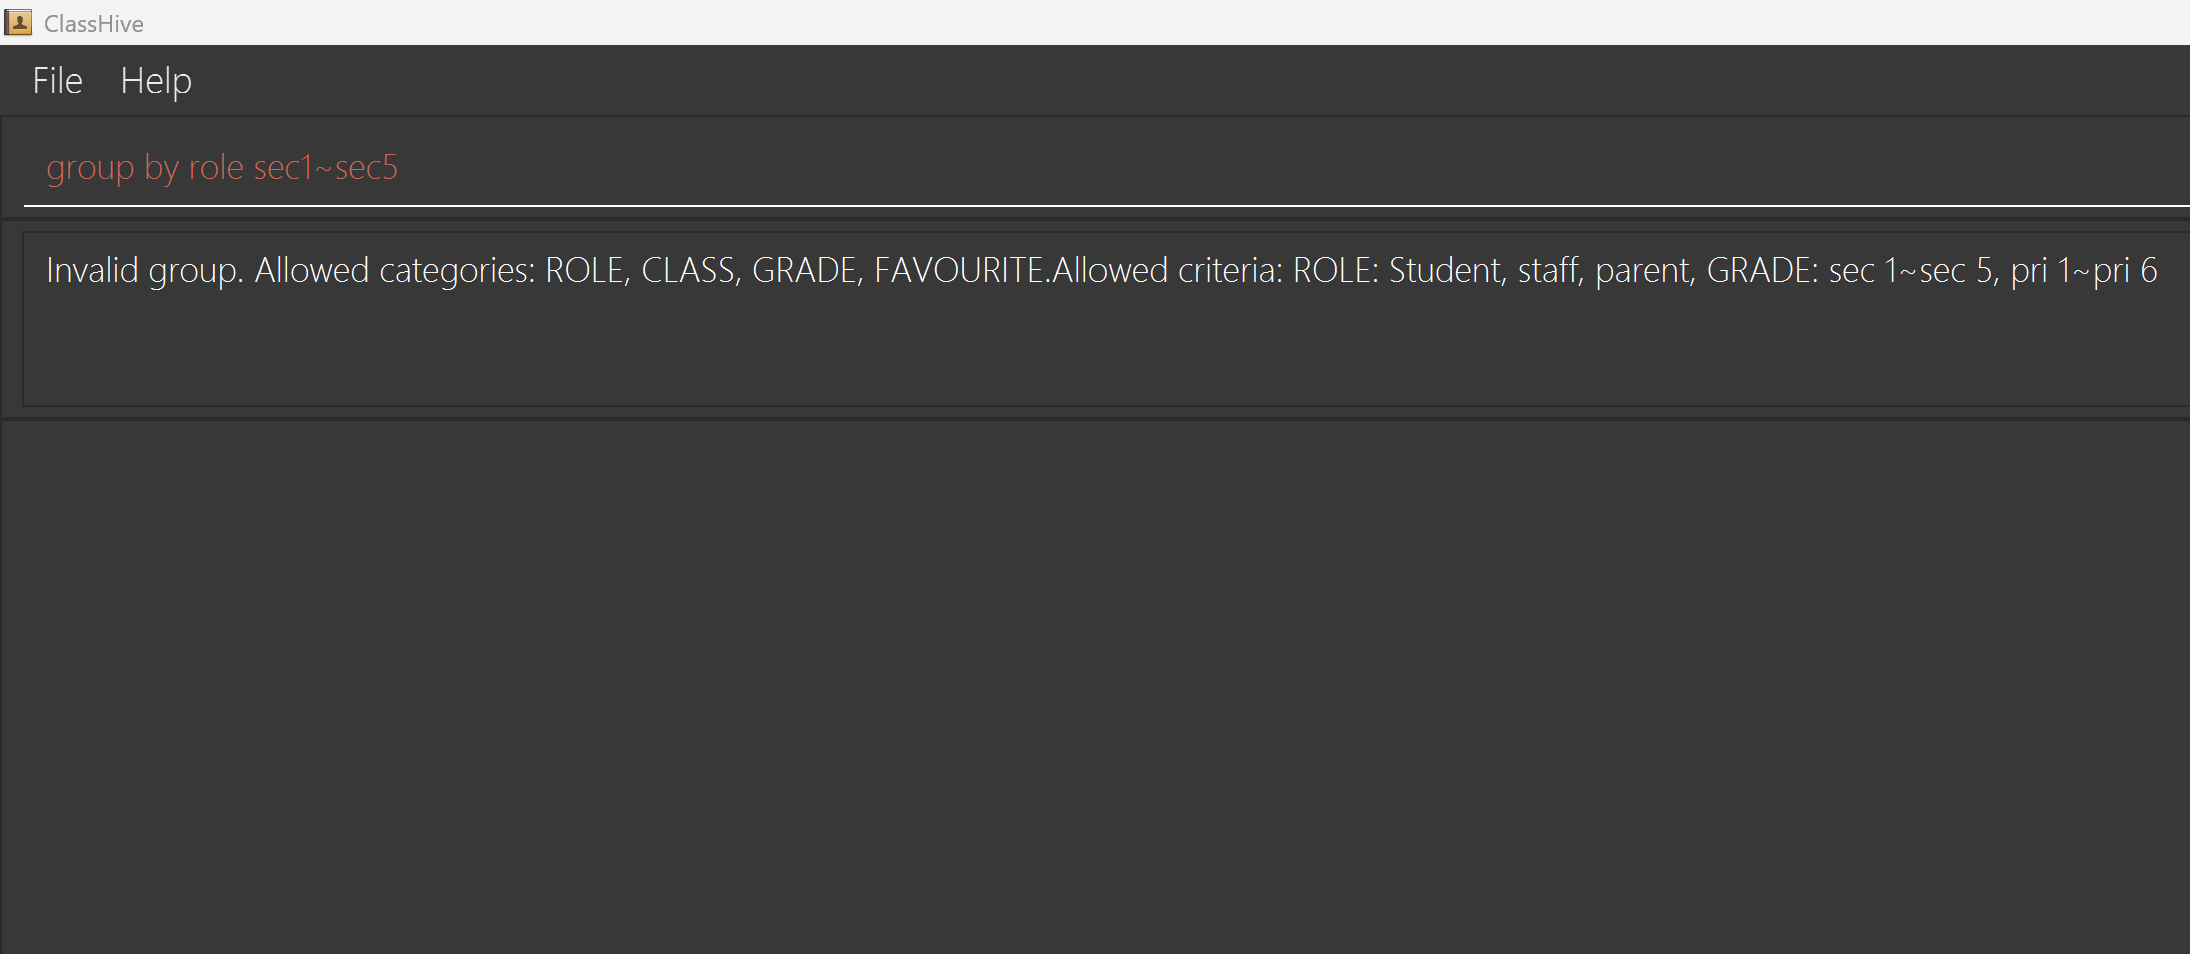 ClassHive
File Help
group by role sec1~sec5
Invalid group. Allowed categories: ROLE, CLASS, GRADE, FAVOURITE.Allowed criteria: ROLE: Student, staff, parent, GRADE: sec 1~sec 5, pri 1~pri 6